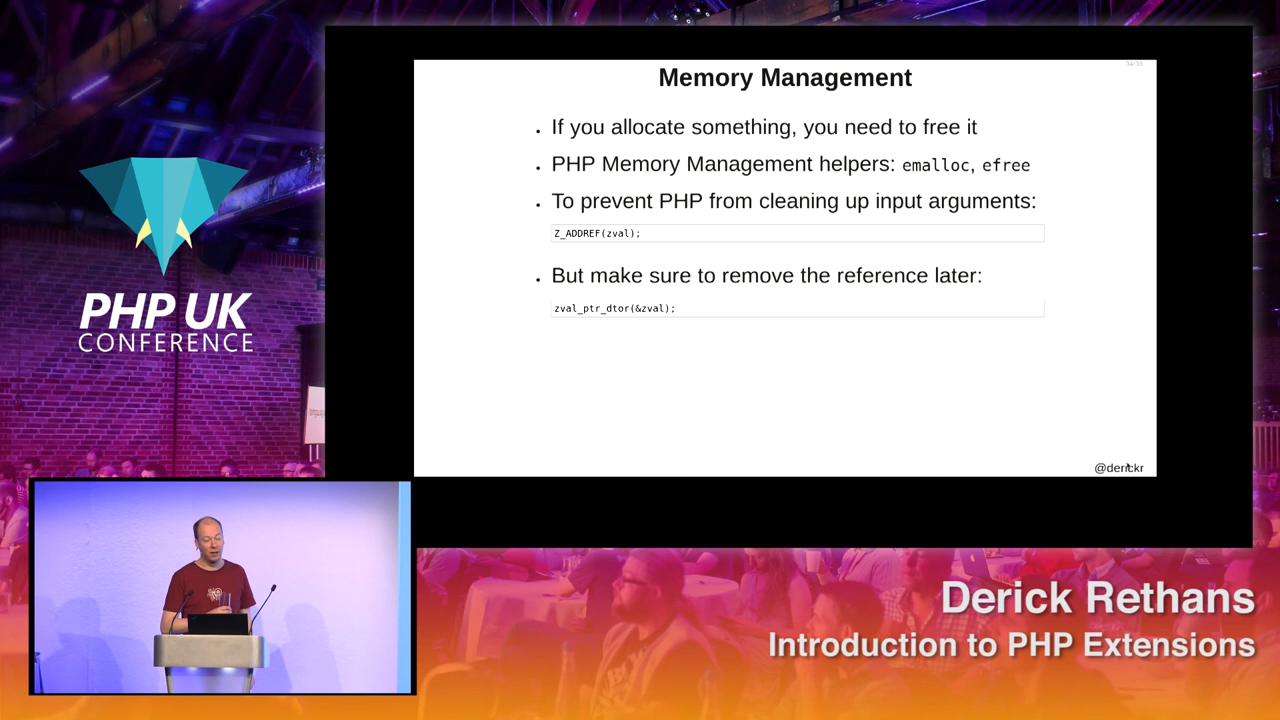 34/38
Memory Management
If you allocate something, you need to free it
PHP Memory Management helpers: emalloc, efree
To prevent PHP from cleaning up input arguments:
Z_ADDREF(zval);
But make sure to remove the reference later:
zval_ptr_dtor(&zval);
@derickr
PHP UK
CONFERENCE
Derick Rethans
Introduction to PHP Extensions